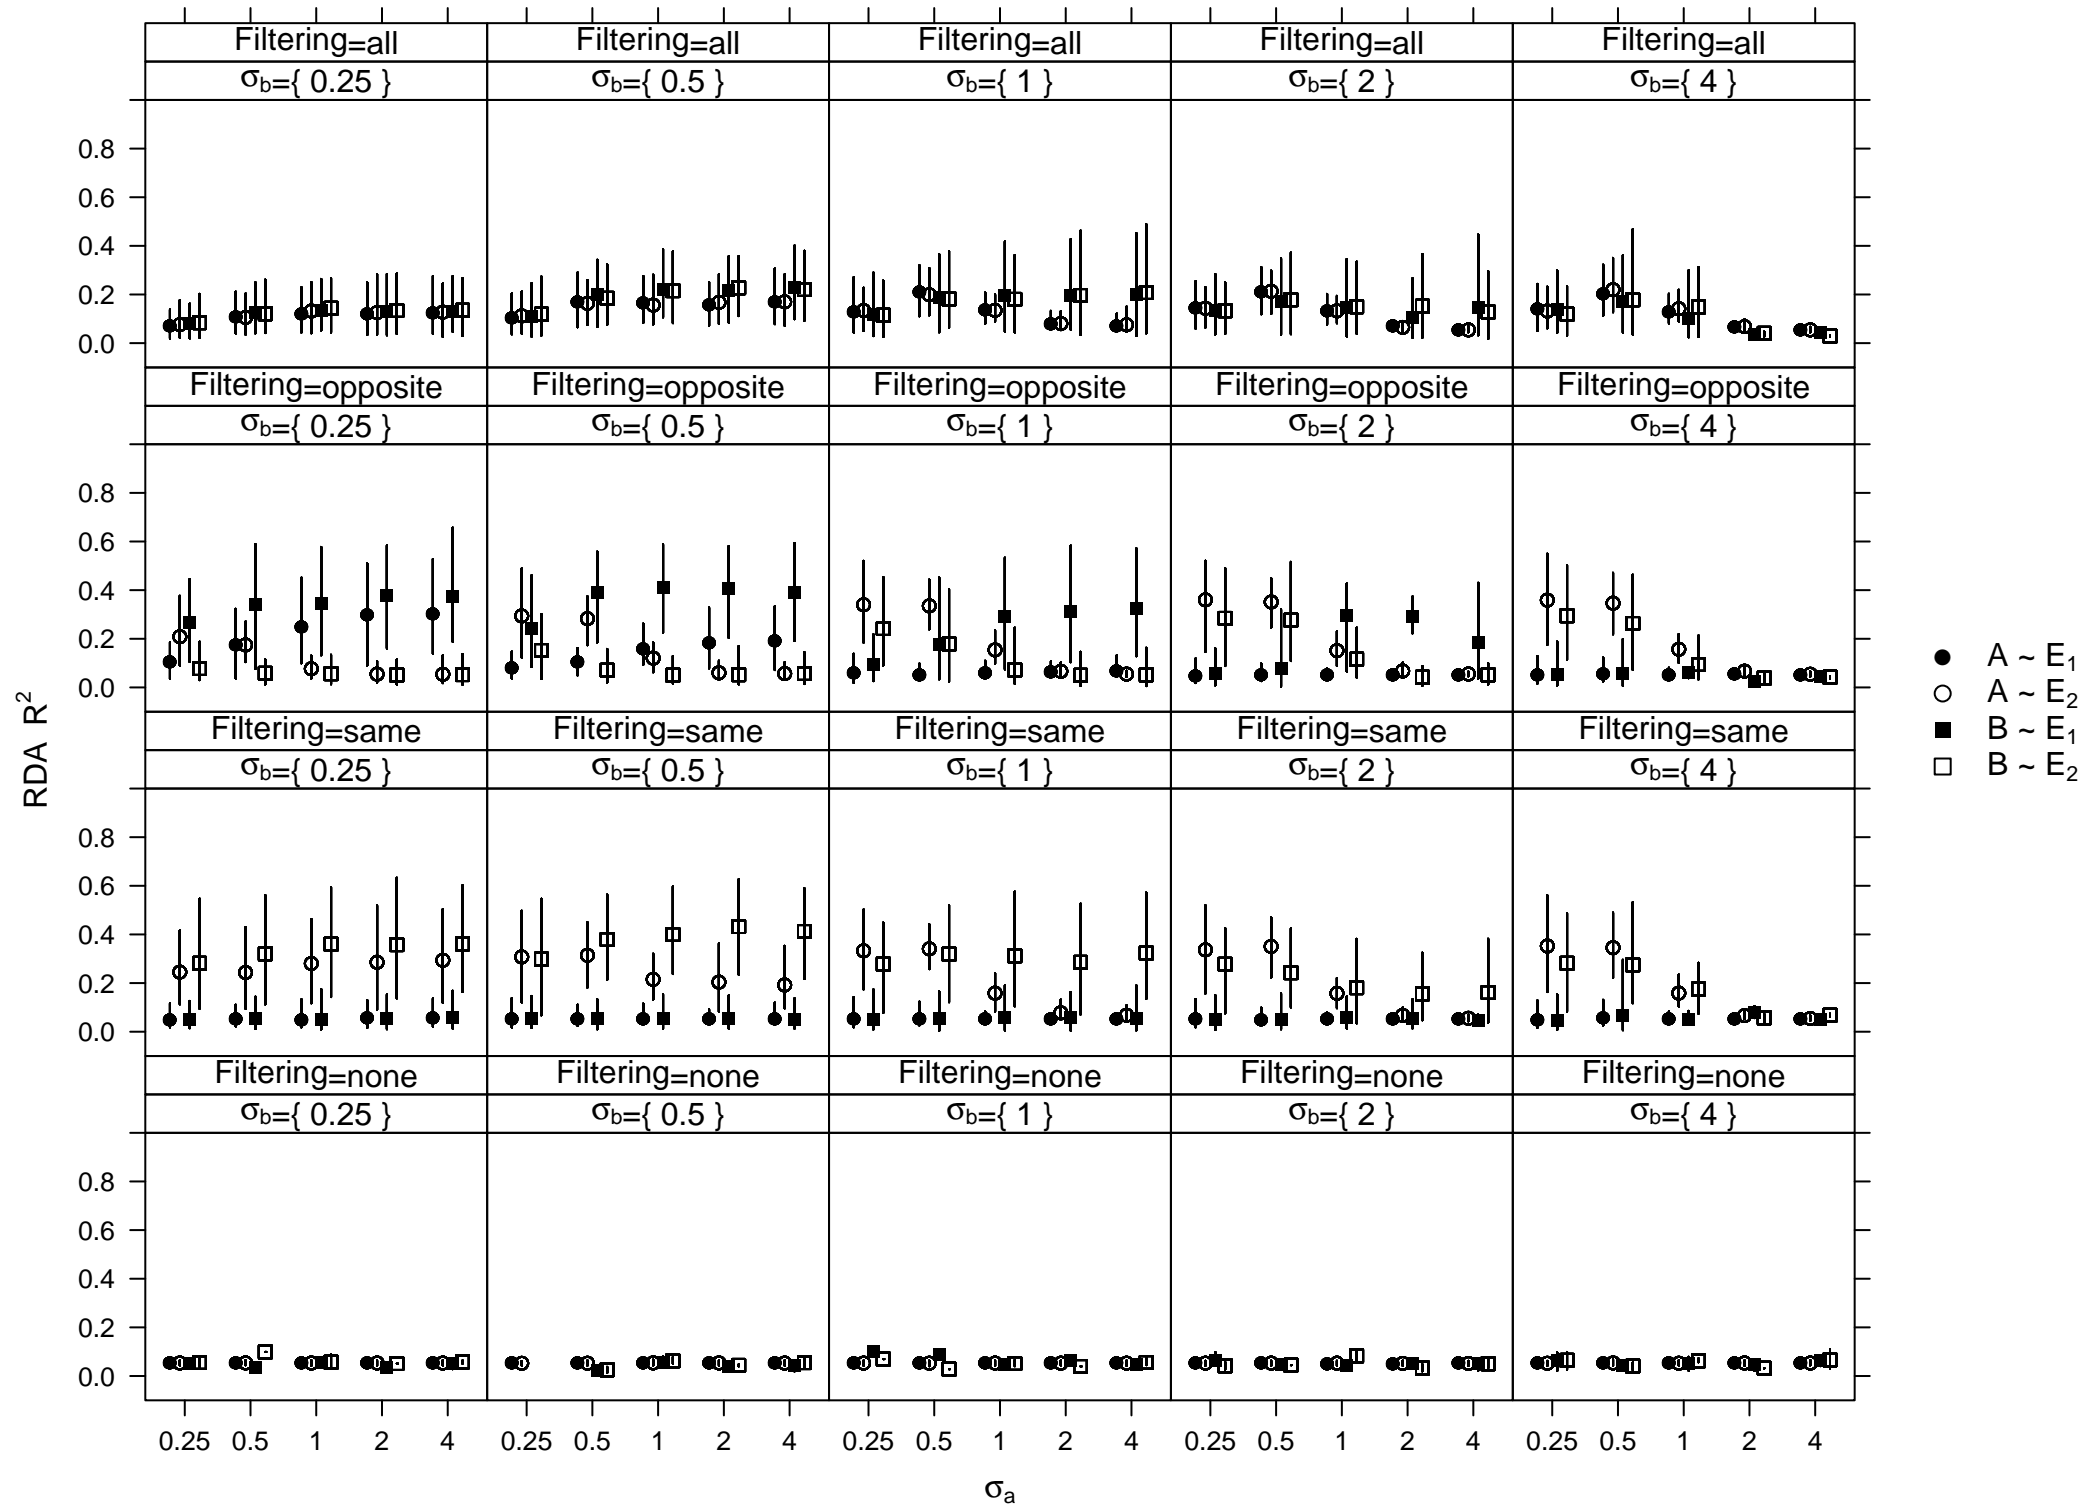 Filtering=all Filtering=all Filtering=all Filtering=all Filtering=all
σb={ 0.25 } σb={ 0.5 } σb={ 1 } σb={ 2 } σb={ 4 }
0.8
0.6
0.4
0.2
0.0
Filtering=opposite Filtering=opposite Filtering=opposite Filtering=opposite Filtering=opposite
σb={ 0.25 } σb={ 0.5 } σb={ 1 } σb={ 2 } σb={ 4 }
0.8
0.6
0.4
0.2
0.0
Filtering=same Filtering=same Filtering=same Filtering=same Filtering=same
σb={ 0.25 } σb={ 0.5 } σb={ 1 } σb={ 2 } σb={ 4 }
0.8
0.6
0.4
0.2
0.0
Filtering=none Filtering=none Filtering=none Filtering=none Filtering=none
σb={ 0.25 } σb={ 0.5 } σb={ 1 } σb={ 2 } σb={ 4 }
0.8
0.6
0.4
0.2
0.0
0.25 0.5 1 2 4 0.25 0.5 1 2 4 0.25 0.5 1 2 4 0.25 0.5 1 2 4 0.25 0.5 1 2 4
σa
RDA R²
A ~ E₁
A ~ E₂
B ~ E₁
B ~ E₂